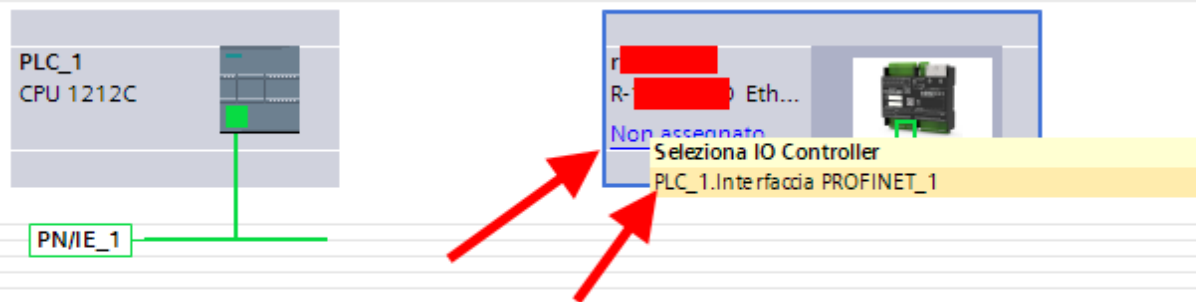 PLC_1
CPU 1212C
r
R- Eth...
Non assegnato
Seleziona IO Controller
PLC_1.Interfaccia PROFINET_1
PN/IE_1